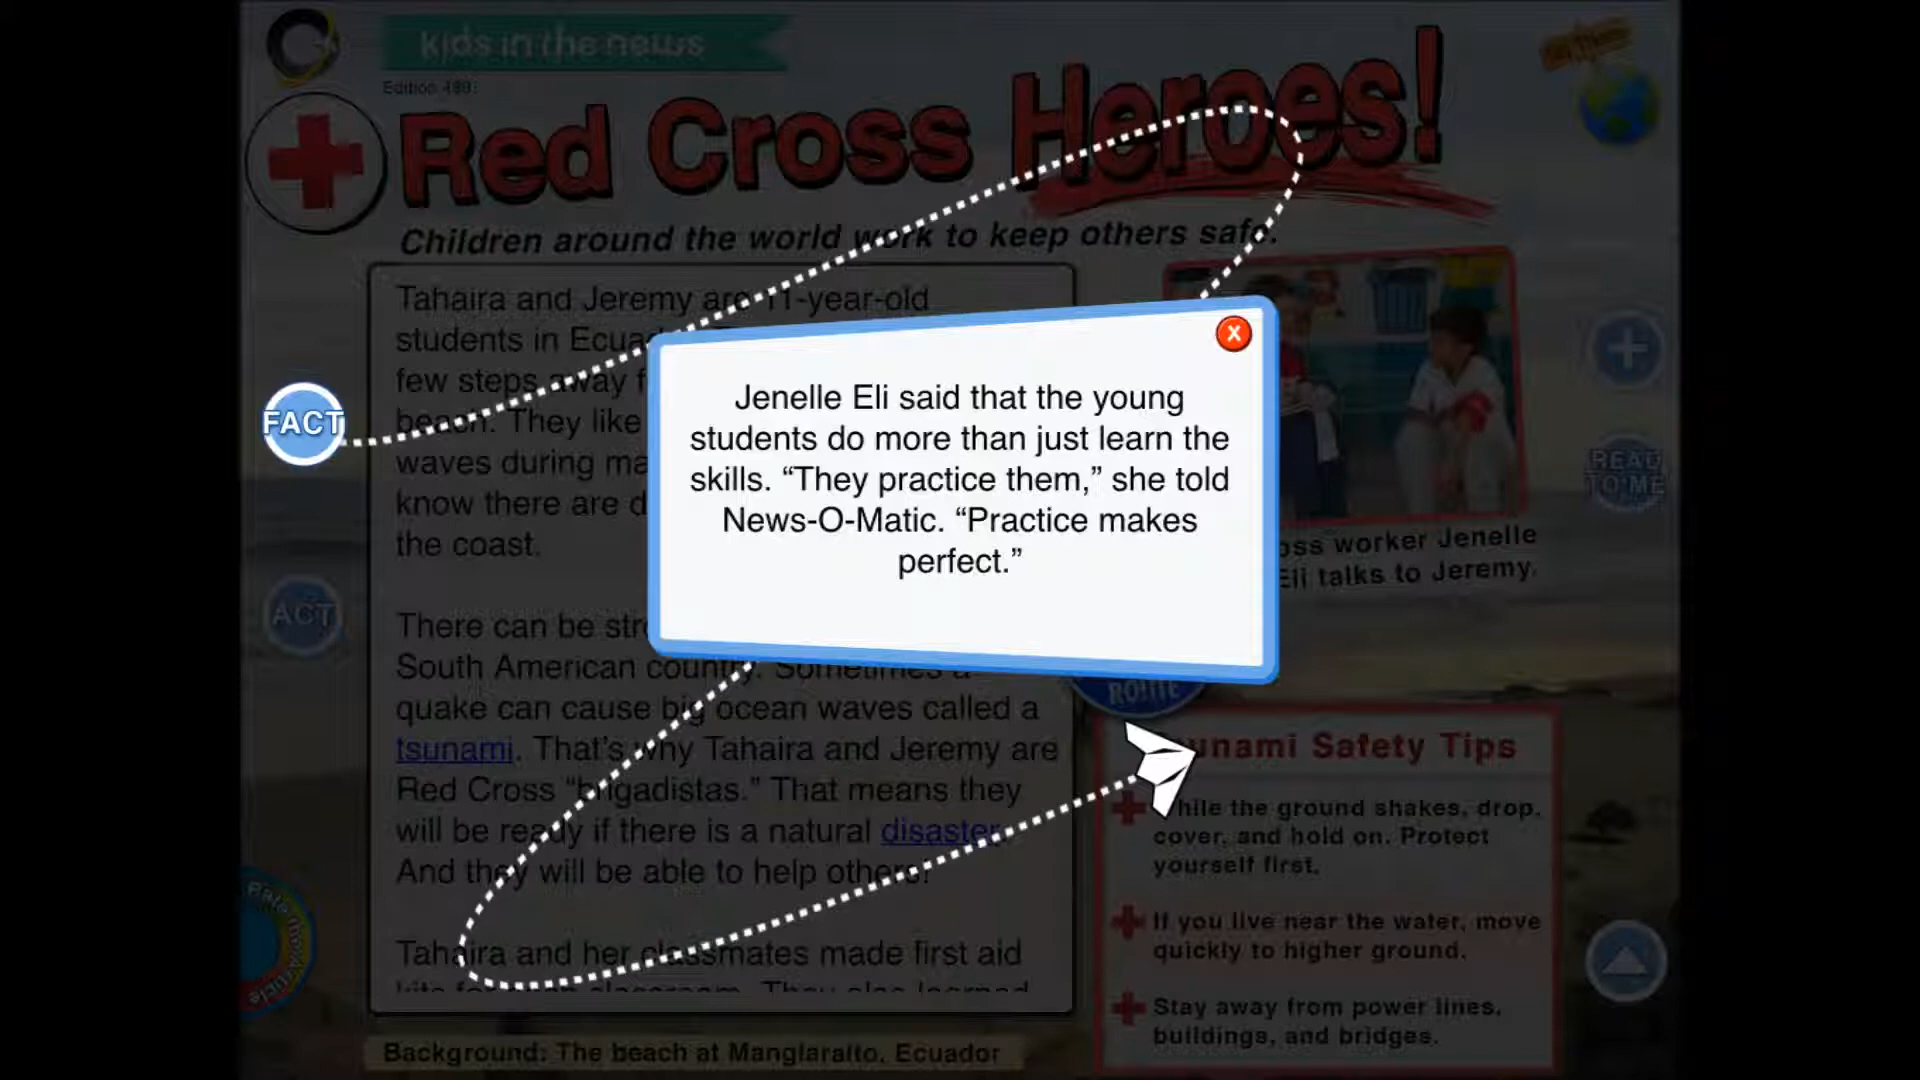 kids in the news
Edition 489:
Red Cross Heroes!
Children around the world work to keep others safe.
Tahaira and Jeremy are 11-year-old
students in
few steps away
beach. They like
waves during
know there are
the coast.
There can be
South American country. Sometimes a
quake can cause big ocean waves called a
tsunami. That's why Tahaira and Jeremy are
Red Cross “brigadistas.” That means they
will be ready if there is a natural disaster.
And they will be able to help others!
Tahaira and her classmates made first aid
Background: The beach at Manglaralto, Ecuador
FACT
ACT
Rate the Article
Jenelle Eli said that the young
students do more than just learn the
skills. “They practice them,” she told
News-O-Matic. “Practice makes
perfect.”
X
worker Jenelle
Eli talks to Jeremy.
READ
TO ME
ROUTE
Safety Tips
While the ground shakes, drop,
cover, and hold on. Protect
yourself first.
If you live near the water, move
quickly to higher ground.
Stay away from power lines,
buildings, and bridges.